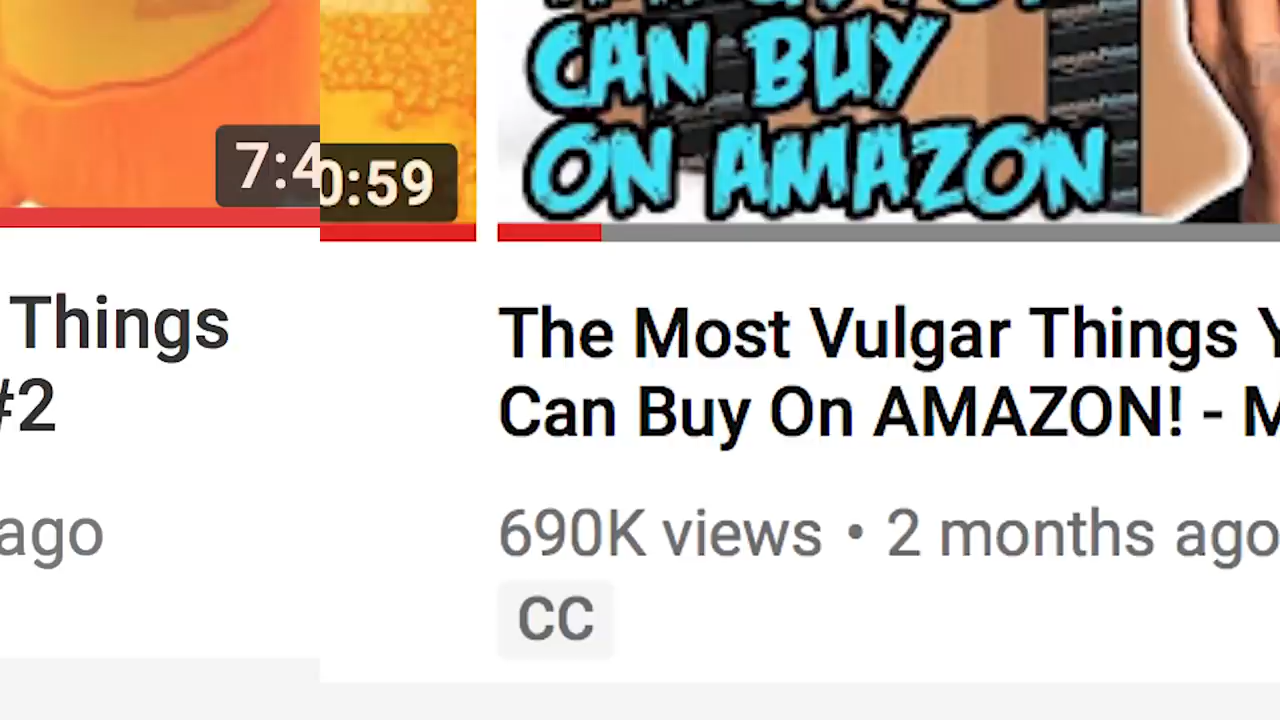 CAN BUY
ON AMAZON
7:4
0:59
Things
#2
ago
The Most Vulgar Things Y
Can Buy On AMAZON! - M
690K views • 2 months ago
CC